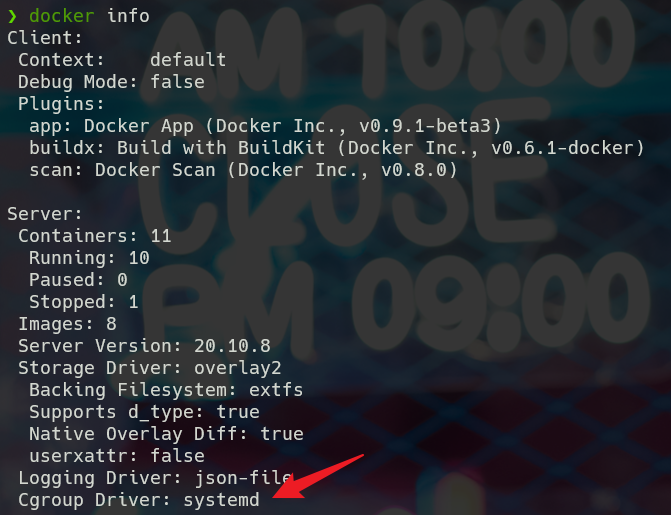 ❯ docker info
Client:
 Context:    default
 Debug Mode: false
 Plugins:
  app: Docker App (Docker Inc., v0.9.1-beta3)
  buildx: Build with BuildKit (Docker Inc., v0.6.1-docker)
  scan: Docker Scan (Docker Inc., v0.8.0)

Server:
 Containers: 11
  Running: 10
  Paused: 0
  Stopped: 1
 Images: 8
 Server Version: 20.10.8
 Storage Driver: overlay2
  Backing Filesystem: extfs
  Supports d_type: true
  Native Overlay Diff: true
  userxattr: false
 Logging Driver: json-file
 Cgroup Driver: systemd
AM 10:00
CLOSE
PM 09:00